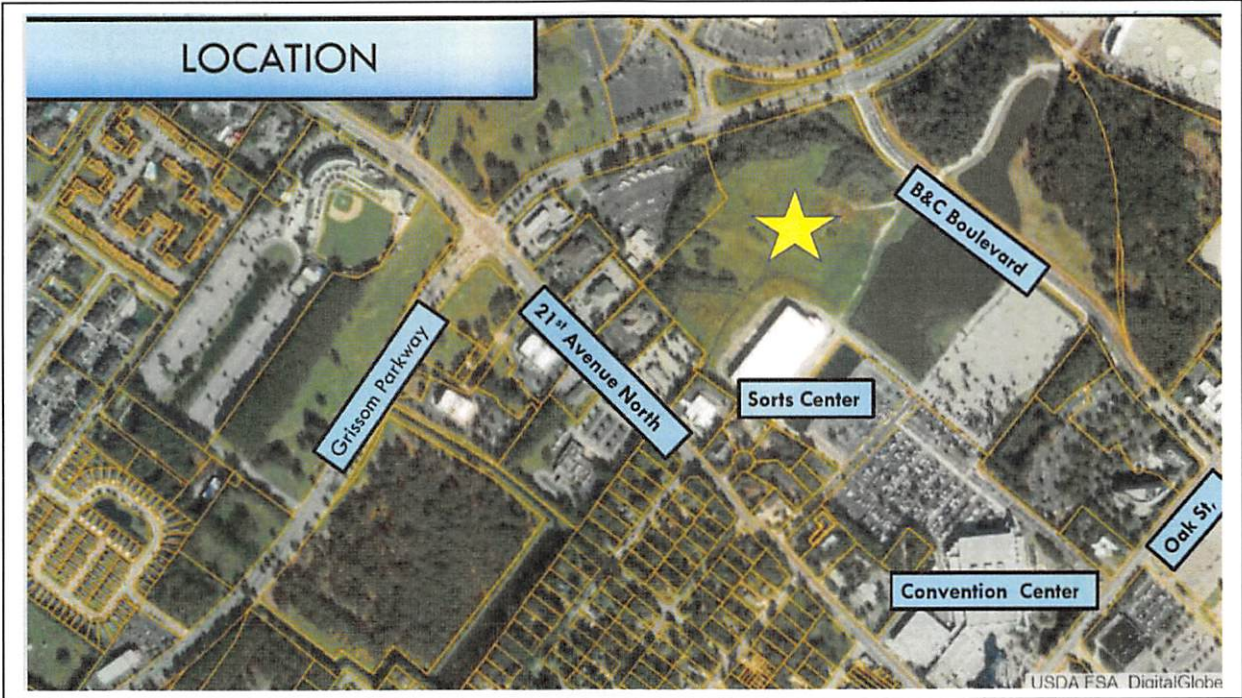 LOCATION
B&C Boulevard
21st Avenue North
Grissom Parkway
Sorts Center
Oak St,
Convention Center
USDA FSA, DigitalGlobe